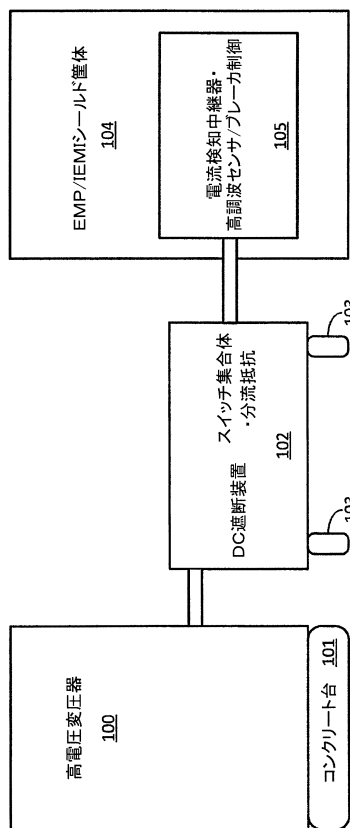 高電圧変圧器
100
コンクリート台 101
DC遮断装置
スイッチ集合体
・分流抵抗
102
103
103
EMP/IEMIシールド筐体
104
電流検知中継器・
高調波センサ/ブレーカ制御
105